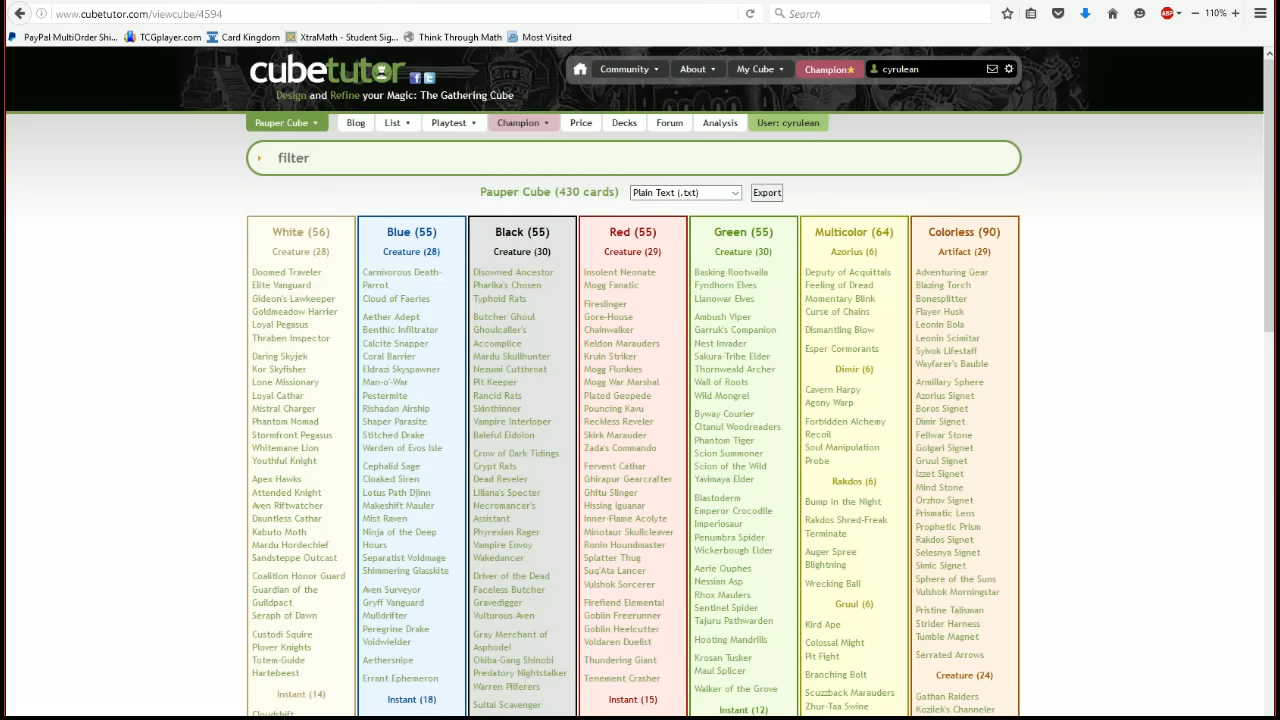 www.cubetutor.com/viewcube/4594
Search
110%
PayPal MultiOrder Shi...
TCGplayer.com
Card Kingdom
XtraMath - Student Sig...
Think Through Math
Most Visited
cubetutor
Design and Refine your Magic: The Gathering Cube
Community
About
My Cube
Champion
cyrulean
Pauper Cube
Blog
List
Playtest
Champion
Price
Decks
Forum
Analysis
User: cyrulean
filter
Pauper Cube (430 cards)
Plain Text (.txt)
Export
White (56)
Creature (28)
Doomed Traveler
Elite Vanguard
Gideon's Lawkeeper
Goldmeadow Harrier
Loyal Pegasus
Thraben Inspector
Daring Skyjek
Kor Skyfisher
Lone Missionary
Loyal Cathar
Mistral Charger
Phantom Nomad
Stormfront Pegasus
Whitemane Lion
Youthful Knight
Apex Hawks
Attended Knight
Aven Riftwatcher
Dauntless Cathar
Kabuto Moth
Mardu Hordechief
Sandsteppe Outcast
Coalition Honor Guard
Guardian of the
Guildpact
Seraph of Dawn
Custodi Squire
Plover Knights
Totem-Guide
Hartebeest
Instant (14)
Cloudshift
Blue (55)
Creature (28)
Carnivorous Death-
Parrot
Cloud of Faeries
Aether Adept
Benthic Infiltrator
Calcite Snapper
Coral Barrier
Eldrazi Skyspawner
Man-o'-War
Pestermite
Rishadan Airship
Shaper Parasite
Stitched Drake
Warden of Evos Isle
Cephalid Sage
Cloaked Siren
Lotus Path Djinn
Makeshift Mauler
Mist Raven
Ninja of the Deep
Hours
Separatist Voidmage
Shimmering Glasskite
Aven Surveyor
Gryff Vanguard
Mulldrifter
Peregrine Drake
Voidwielder
Aethersnipe
Errant Ephemeron
Instant (18)
Black (55)
Creature (30)
Disowned Ancestor
Pharika's Chosen
Typhoid Rats
Butcher Ghoul
Ghoulcaller's
Accomplice
Mardu Skullhunter
Nezumi Cutthroat
Pit Keeper
Rancid Rats
Skinthinner
Vampire Interloper
Baleful Eidolon
Crow of Dark Tidings
Crypt Rats
Dead Reveler
Liliana's Specter
Necromancer's
Assistant
Phyrexian Rager
Vampire Envoy
Wakedancer
Driver of the Dead
Faceless Butcher
Gravedigger
Vulturous Aven
Gray Merchant of
Asphodel
Okiba-Gang Shinobi
Predatory Nightstalker
Warren Pilferers
Sultai Scavenger
Red (55)
Creature (29)
Insolent Neonate
Mogg Fanatic
Fireslinger
Gore-House
Chainwalker
Keldon Marauders
Kruin Striker
Mogg Flunkies
Mogg War Marshal
Plated Geopede
Pouncing Kavu
Reckless Reveler
Skirk Marauder
Zada's Commando
Fervent Cathar
Ghirapur Gearcrafter
Ghitu Slinger
Hissing Iguanar
Inner-Flame Acolyte
Minotaur Skullcleaver
Ronin Houndmaster
Splatter Thug
Suq'Ata Lancer
Vulshok Sorcerer
Firefiend Elemental
Goblin Freerunner
Goblin Heelcutter
Voldaren Duelist
Thundering Giant
Tenement Crasher
Instant (15)
Green (55)
Creature (30)
Basking Rootwalla
Fyndhorn Elves
Llanowar Elves
Ambush Viper
Garruk's Companion
Nest Invader
Sakura-Tribe Elder
Thornweald Archer
Wall of Roots
Wild Mongrel
Byway Courier
Citanul Woodreaders
Phantom Tiger
Scion Summoner
Scion of the Wild
Yavimaya Elder
Blastoderm
Emperor Crocodile
Imperiosaur
Penumbra Spider
Wickerbough Elder
Aerie Ouphes
Nessian Asp
Rhox Maulers
Sentinel Spider
Tajuru Pathwarden
Hooting Mandrills
Krosan Tusker
Maul Splicer
Walker of the Grove
Instant (12)
Multicolor (64)
Azorius (6)
Deputy of Acquittals
Feeling of Dread
Momentary Blink
Curse of Chains
Dismantling Blow
Esper Cormorants
Dimir (6)
Cavern Harpy
Agony Warp
Forbidden Alchemy
Recoil
Soul Manipulation
Probe
Rakdos (6)
Bump in the Night
Rakdos Shred-Freak
Terminate
Auger Spree
Blightning
Wrecking Ball
Gruul (6)
Kird Ape
Colossal Might
Pit Fight
Branching Bolt
Scuzzback Marauders
Zhur-Taa Swine
Colorless (90)
Artifact (29)
Adventuring Gear
Blazing Torch
Bonesplitter
Flayer Husk
Leonin Bola
Leonin Scimitar
Sylvok Lifestaff
Wayfarer's Bauble
Armillary Sphere
Azorius Signet
Boros Signet
Dimir Signet
Fellwar Stone
Golgari Signet
Gruul Signet
Izzet Signet
Mind Stone
Orzhov Signet
Prismatic Lens
Prophetic Prism
Rakdos Signet
Selesnya Signet
Simic Signet
Sphere of the Suns
Vulshok Morningstar
Pristine Talisman
Strider Harness
Tumble Magnet
Serrated Arrows
Creature (24)
Gathan Raiders
Kozilek's Channeler